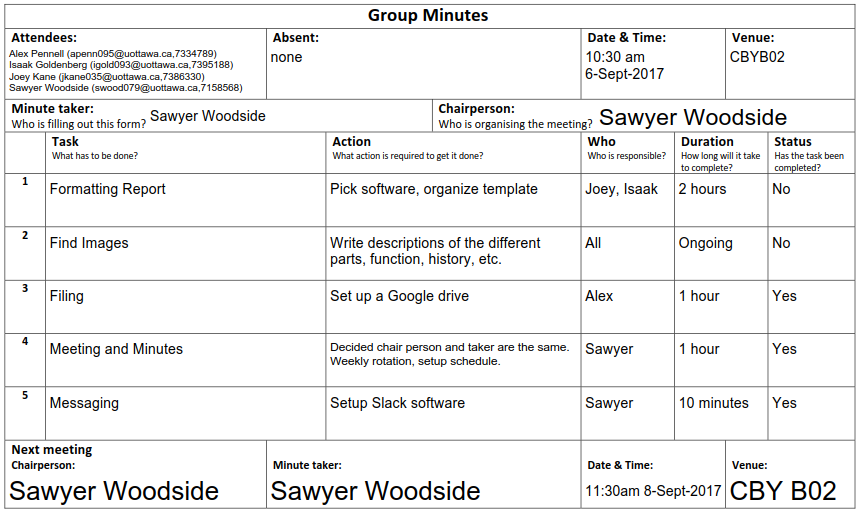 Group Minutes
Attendees:
Alex Pennell (apenn095@uottawa.ca,7334789)
Isaak Goldenberg (igold093@uottawa.ca,7395188)
Joey Kane (jkane035@uottawa.ca,7386330)
Sawyer Woodside (swood079@uottawa.ca,7158568)
Absent:
none
Date & Time:
10:30 am
6-Sept-2017
Venue:
CBYB02
Minute taker:
Who is filling out this form? Sawyer Woodside
Chairperson:
Who is organising the meeting? Sawyer Woodside
Task
What has to be done?
Action
What action is required to get it done?
Who
Who is responsible?
Duration
How long will it take
to complete?
Status
Has the task been
completed?
1
Formatting Report
Pick software, organize template
Joey, Isaak
2 hours
No
2
Find Images
Write descriptions of the different
parts, function, history, etc.
All
Ongoing
No
3
Filing
Set up a Google drive
Alex
1 hour
Yes
4
Meeting and Minutes
Decided chair person and taker are the same.
Weekly rotation, setup schedule.
Sawyer
1 hour
Yes
5
Messaging
Setup Slack software
Sawyer
10 minutes
Yes
Next meeting
Chairperson:
Sawyer Woodside
Minute taker:
Sawyer Woodside
Date & Time:
11:30am 8-Sept-2017
Venue:
CBY B02